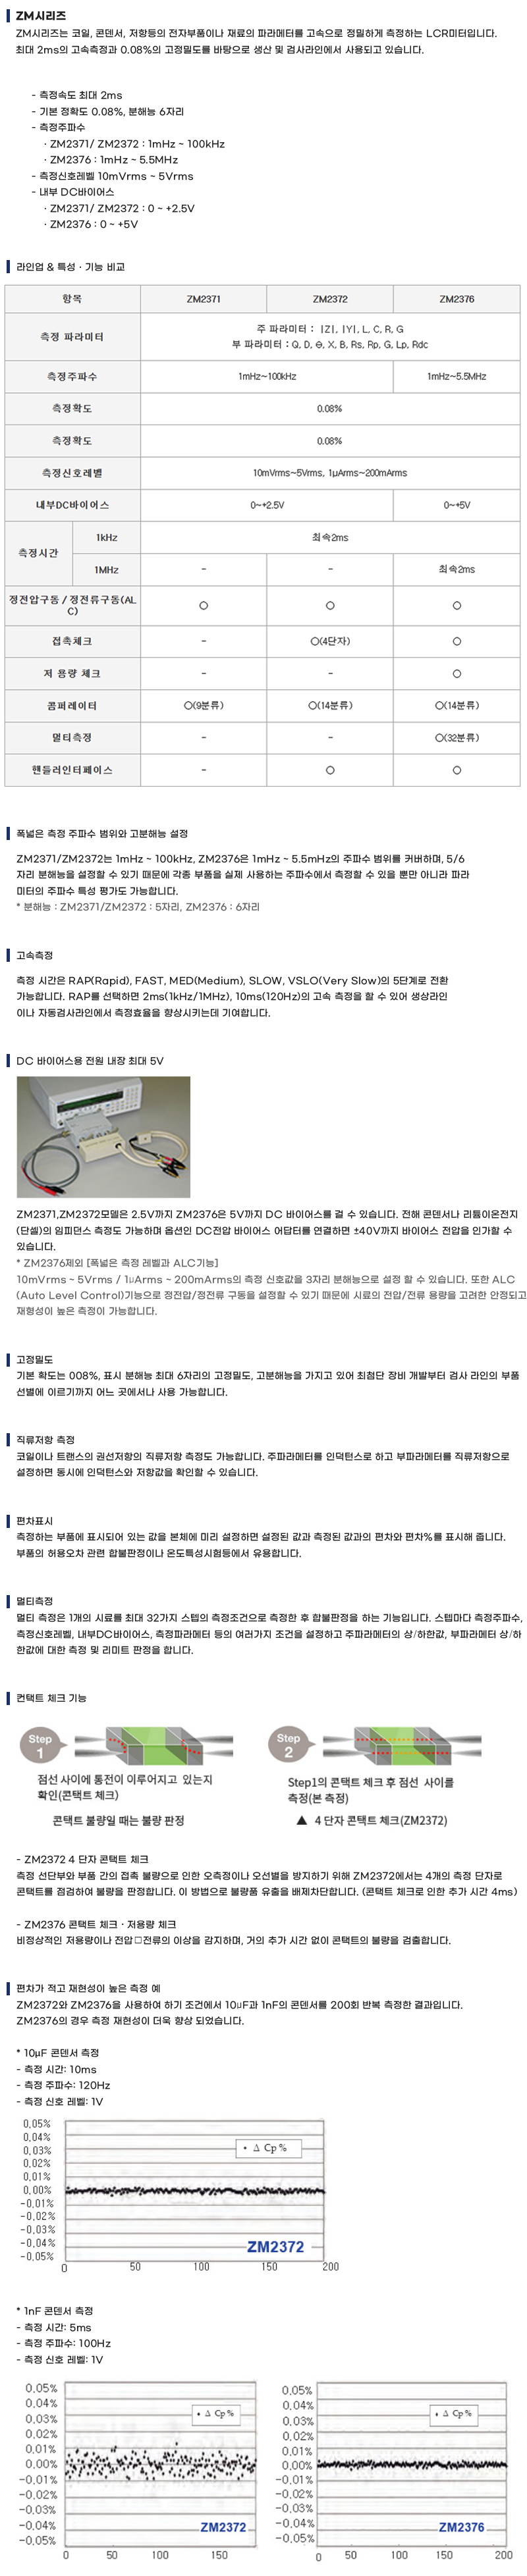 ZM시리즈
ZM시리즈는 코일, 콘덴서, 저항등의 전자부품이나 재료의 파라메터를 고속으로 정밀하게 측정하는 LCR미터입니다.
최대 2ms의 고속측정과 0.08%의 고정밀도를 바탕으로 생산 및 검사라인에서 사용되고 있습니다.
- 측정속도 최대 2ms
- 기본 정확도 0.08%, 분해능 6자리
- 측정주파수
· ZM2371/ ZM2372 : 1mHz ~ 100kHz
· ZM2376 : 1mHz ~ 5.5MHz
- 측정신호레벨 10mVrms ~ 5Vrms
- 내부 DC바이어스
· ZM2371/ ZM2372 : 0 ~ +2.5V
· ZM2376 : 0 ~ +5V
라인업 & 특성 · 기능 비교
항목 ZM2371 ZM2372 ZM2376
측정 파라미터 주 파라미터 : |Z|, |Y|, L, C, R, G
부 파라미터 : Q, D, Θ, X, B, Rs, Rp, G, Lp, Rdc
측정주파수 1mHz~100kHz 1mHz~5.5MHz
측정확도 0.08%
측정확도 0.08%
측정신호레벨 10mVrms~5Vrms, 1μArms~200mArms
내부DC바이어스 0~+2.5V 0~+5V
측정시간 1kHz 최속2ms
1MHz - - 최속2ms
정전압구동 / 정전류구동(AL
C) ○ ○ ○
접촉체크 - ○(4단자) ○
저 용량 체크 - - ○
콤퍼레이터 ○(9분류) ○(14분류) ○(14분류)
멀티측정 - - ○(32분류)
핸들러인터페이스 - ○ ○
폭넓은 측정 주파수 범위와 고분해능 설정
ZM2371/ZM2372는 1mHz ~ 100kHz, ZM2376은 1mHz ~ 5.5mHz의 주파수 범위를 커버하며, 5/6
자리 분해능을 설정할 수 있기 때문에 각종 부품을 실제 사용하는 주파수에서 측정할 수 있을 뿐만 아니라 파라
미터의 주파수 특성 평가도 가능합니다.
* 분해능 : ZM2371/ZM2372 : 5자리, ZM2376 : 6자리
고속측정
측정 시간은 RAP(Rapid), FAST, MED(Medium), SLOW, VSLO(Very Slow)의 5단계로 전환
가능합니다. RAP를 선택하면 2ms(1kHz/1MHz), 10ms(120Hz)의 고속 측정을 할 수 있어 생상라인
이나 자동검사라인에서 측정효율을 향상시키는데 기여합니다.
DC 바이어스용 전원 내장 최대 5V
ZM2371,ZM2372모델은 2.5V까지 ZM2376은 5V까지 DC 바이어스를 걸 수 있습니다. 전해 콘덴서나 리튬이온전지
(단셀)의 임피던스 측정도 가능하며 옵션인 DC전압 바이어스 어답터를 연결하면 ±40V까지 바이어스 전압을 인가할 수
있습니다.
* ZM2376제외 [폭넓은 측정 레벨과 ALC기능]
10mVrms ~ 5Vrms / 1μArms ~ 200mArms의 측정 신호값을 3자리 분해능으로 설정 할 수 있습니다. 또한 ALC
(Auto Level Control)기능으로 정전압/정전류 구동을 설정할 수 있기 때문에 시료의 전압/전류 용량을 고려한 안정되고
재형성이 높은 측정이 가능합니다.
고정밀도
기본 확도는 008%, 표시 분해능 최대 6자리의 고정밀도, 고분해능을 가지고 있어 최첨단 장비 개발부터 검사 라인의 부품
선별에 이르기까지 어느 곳에서나 사용 가능합니다.
직류저항 측정
코일이나 트랜스의 권선저항의 직류저항 측정도 가능합니다. 주파라메터를 인덕턴스로 하고 부파라메터를 직류저항으로
설정하면 동시에 인덕턴스와 저항값을 확인할 수 있습니다.
편차표시
측정하는 부품에 표시되어 있는 값을 본체에 미리 설정하면 설정된 값과 측정된 값과의 편차와 편차%를 표시해 줍니다.
부품의 허용오차 관련 합불판정이나 온도특성시험등에서 유용합니다.
멀티측정
멀티 측정은 1개의 시료를 최대 32가지 스텝의 측정조건으로 측정한 후 합불판정을 하는 기능입니다. 스텝마다 측정주파수,
측정신호레벨, 내부DC바이어스, 측정파라메터 등의 여러가지 조건을 설정하고 주파라메터의 상/하한값, 부파라메터 상/하
한값에 대한 측정 및 리미트 판정을 합니다.
컨택트 체크 기능
Step 1
점선 사이에 통전이 이루어지고 있는지
확인(콘택트 체크)
콘택트 불량일 때는 불량 판정
Step 2
Step1의 콘택트 체크 후 점선 사이를
측정(본 측정)
▲ 4 단자 콘택트 체크(ZM2372)
- ZM2372 4 단자 콘택트 체크
측정 선단부와 부품 간의 접촉 불량으로 인한 오측정이나 오선별을 방지하기 위해 ZM2372에서는 4개의 측정 단자로
콘택트를 점검하여 불량을 판정합니다. 이 방법으로 불량품 유출을 배제차단합니다. (콘택트 체크로 인한 추가 시간 4ms)
- ZM2376 콘택트 체크 · 저용량 체크
비정상적인 저용량이나 전압□전류의 이상을 감지하며, 거의 추가 시간 없이 콘택트의 불량을 검출합니다.
편차가 적고 재현성이 높은 측정 예
ZM2372와 ZM2376을 사용하여 하기 조건에서 10μF과 1nF의 콘덴서를 200회 반복 측정한 결과입니다.
ZM2376의 경우 측정 재현성이 더욱 향상 되었습니다.
* 10μF 콘덴서 측정
- 측정 시간: 10ms
- 측정 주파수: 120Hz
- 측정 신호 레벨: 1V
0.05%
0.04%
0.03%
0.02%
0.01%
0.00%
-0.01%
-0.02%
-0.03%
-0.04%
-0.05%
• Δ Cp %
ZM2372
0 50 100 150 200
* 1nF 콘덴서 측정
- 측정 시간: 5ms
- 측정 주파수: 100Hz
- 측정 신호 레벨: 1V
0.05%
0.04%
0.03%
0.02%
0.01%
0.00%
-0.01%
-0.02%
-0.03%
-0.04%
-0.05%
• Δ Cp %
ZM2372
0 50 100 150
0.05%
0.04%
0.03%
0.02%
0.01%
0.00%
-0.01%
-0.02%
-0.03%
-0.04%
-0.05%
• Δ Cp %
ZM2376
0 50 100 150 200